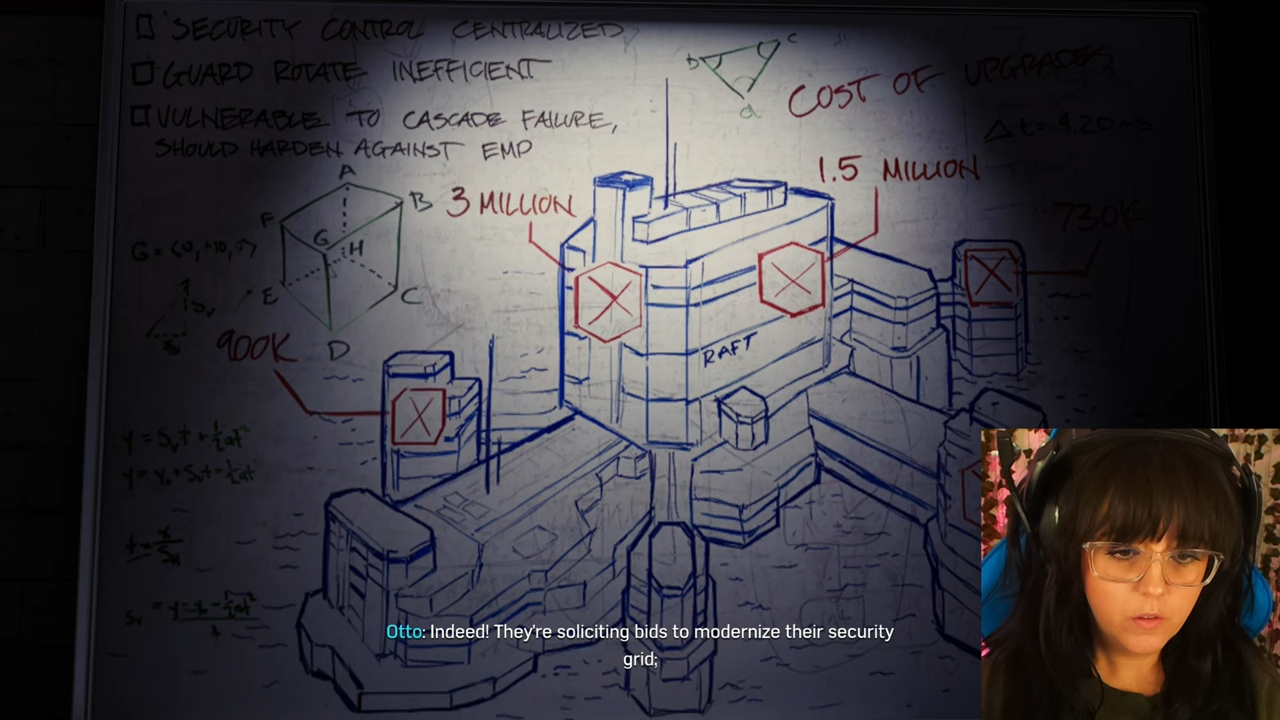 SECURITY CONTROL CENTRALIZED
GUARD ROTATE INEFFICIENT
VULNERABLE TO CASCADE FAILURE,
SHOULD HARDEN AGAINST EMP
b c
a
COST OF UPGRADES
3 MILLION
1.5 MILLION
730K
900K
A
B
F
G
H
E
C
D
RAFT
Otto: Indeed! They're soliciting bids to modernize their security
grid;